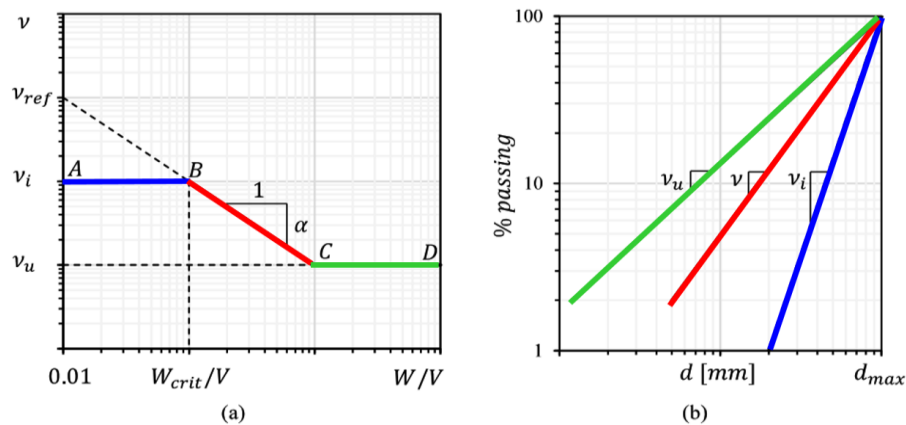 ν
ν_ref
ν_i
ν_u
A
B
1
α
C
D
0.01
W_crit/V
W/V
(a)
100
10
1
% passing
ν_u
ν
ν_i
d [mm]
d_max
(b)